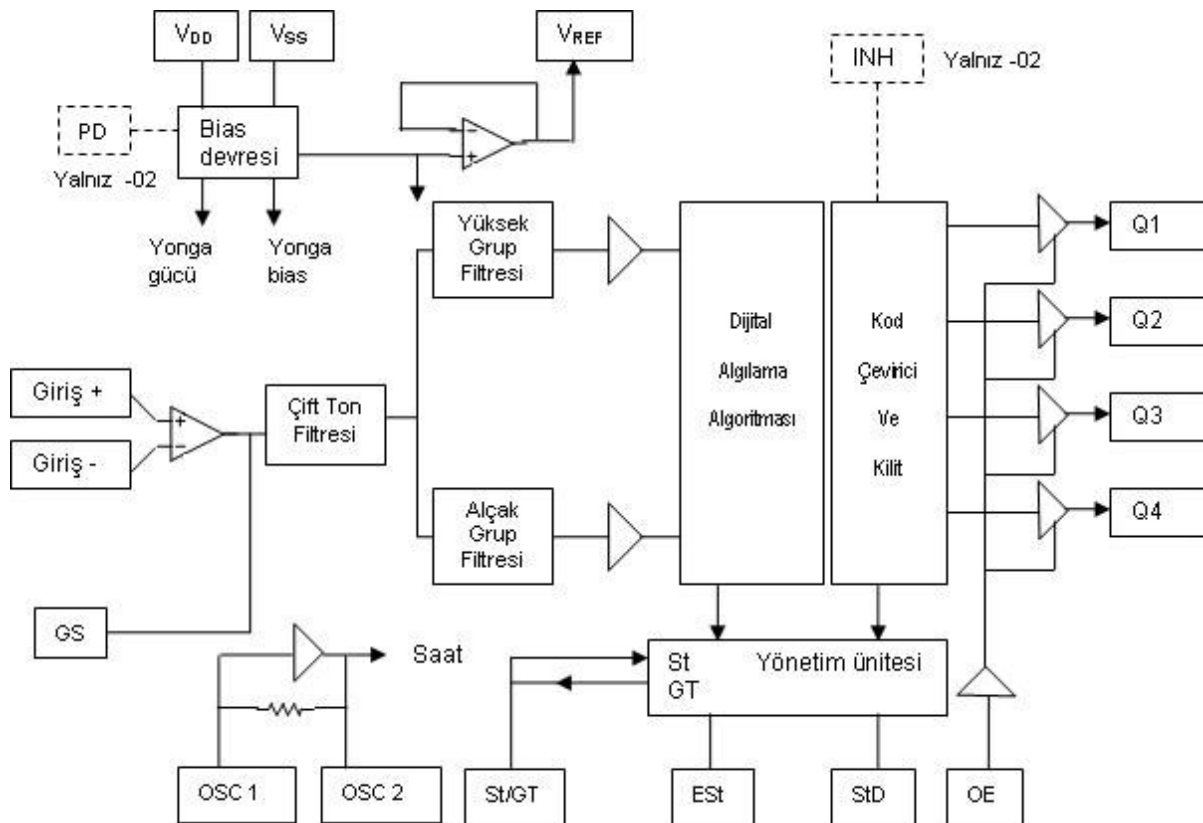 VDD
VSS
VREF
INH
Yalnız -02
PD
Yalnız -02
Bias
devresi
Yonga
gücü
Yonga
bias
-
+
Yüksek
Grup
Filtresi
Dijital
Algılama
Algoritması
Kod
Çevirici
Ve
Kilit
Q1
Q2
Q3
Q4
Giriş +
Giriş -
+
-
Çift Ton
Filtresi
Alçak
Grup
Filtresi
GS
Saat
St
GT
Yönetim ünitesi
OSC 1
OSC 2
St/GT
ESt
StD
OE